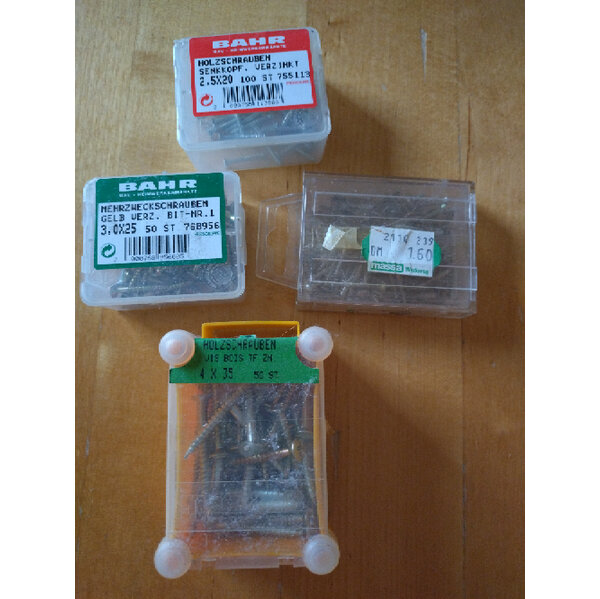 BAHR
HOLZSCHRAUBEN
SENKKOPF, VERZINKT
2.5X20 100 ST 755113
BAHR
MEHRZWECKSCHRAUBEN
GELB VERZ. BIT-NR.1
3.0X25 50 ST 768956
DM 1.60
massa
HOLZSCHRAUBEN
VIS BOIS TF ZN
4 X 35 50 ST